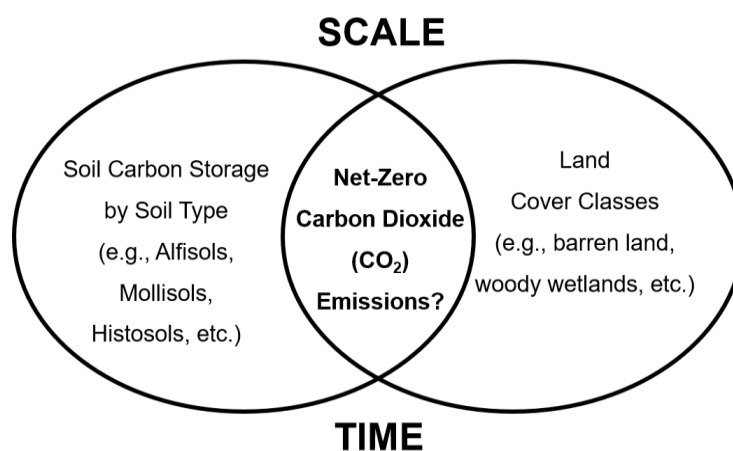 SCALE
Soil Carbon Storage
by Soil Type
(e.g., Alfisols,
Mollisols,
Histosols, etc.)
Net-Zero
Carbon Dioxide
(CO₂)
Emissions?
Land
Cover Classes
(e.g., barren land,
woody wetlands, etc.)
TIME